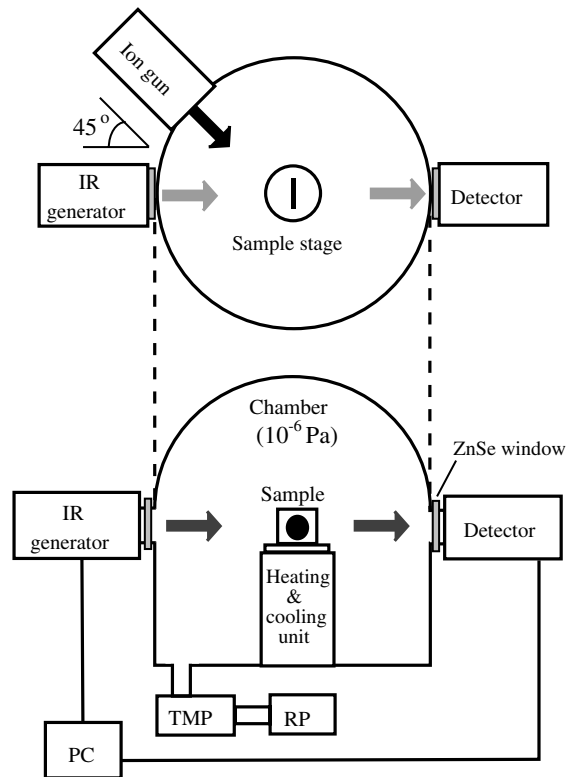 Ion gun
45°
IR
generator
Detector
Sample stage
Chamber
(10⁻⁶ Pa)
ZnSe window
Sample
IR
generator
Detector
Heating
&
cooling
unit
TMP
RP
PC